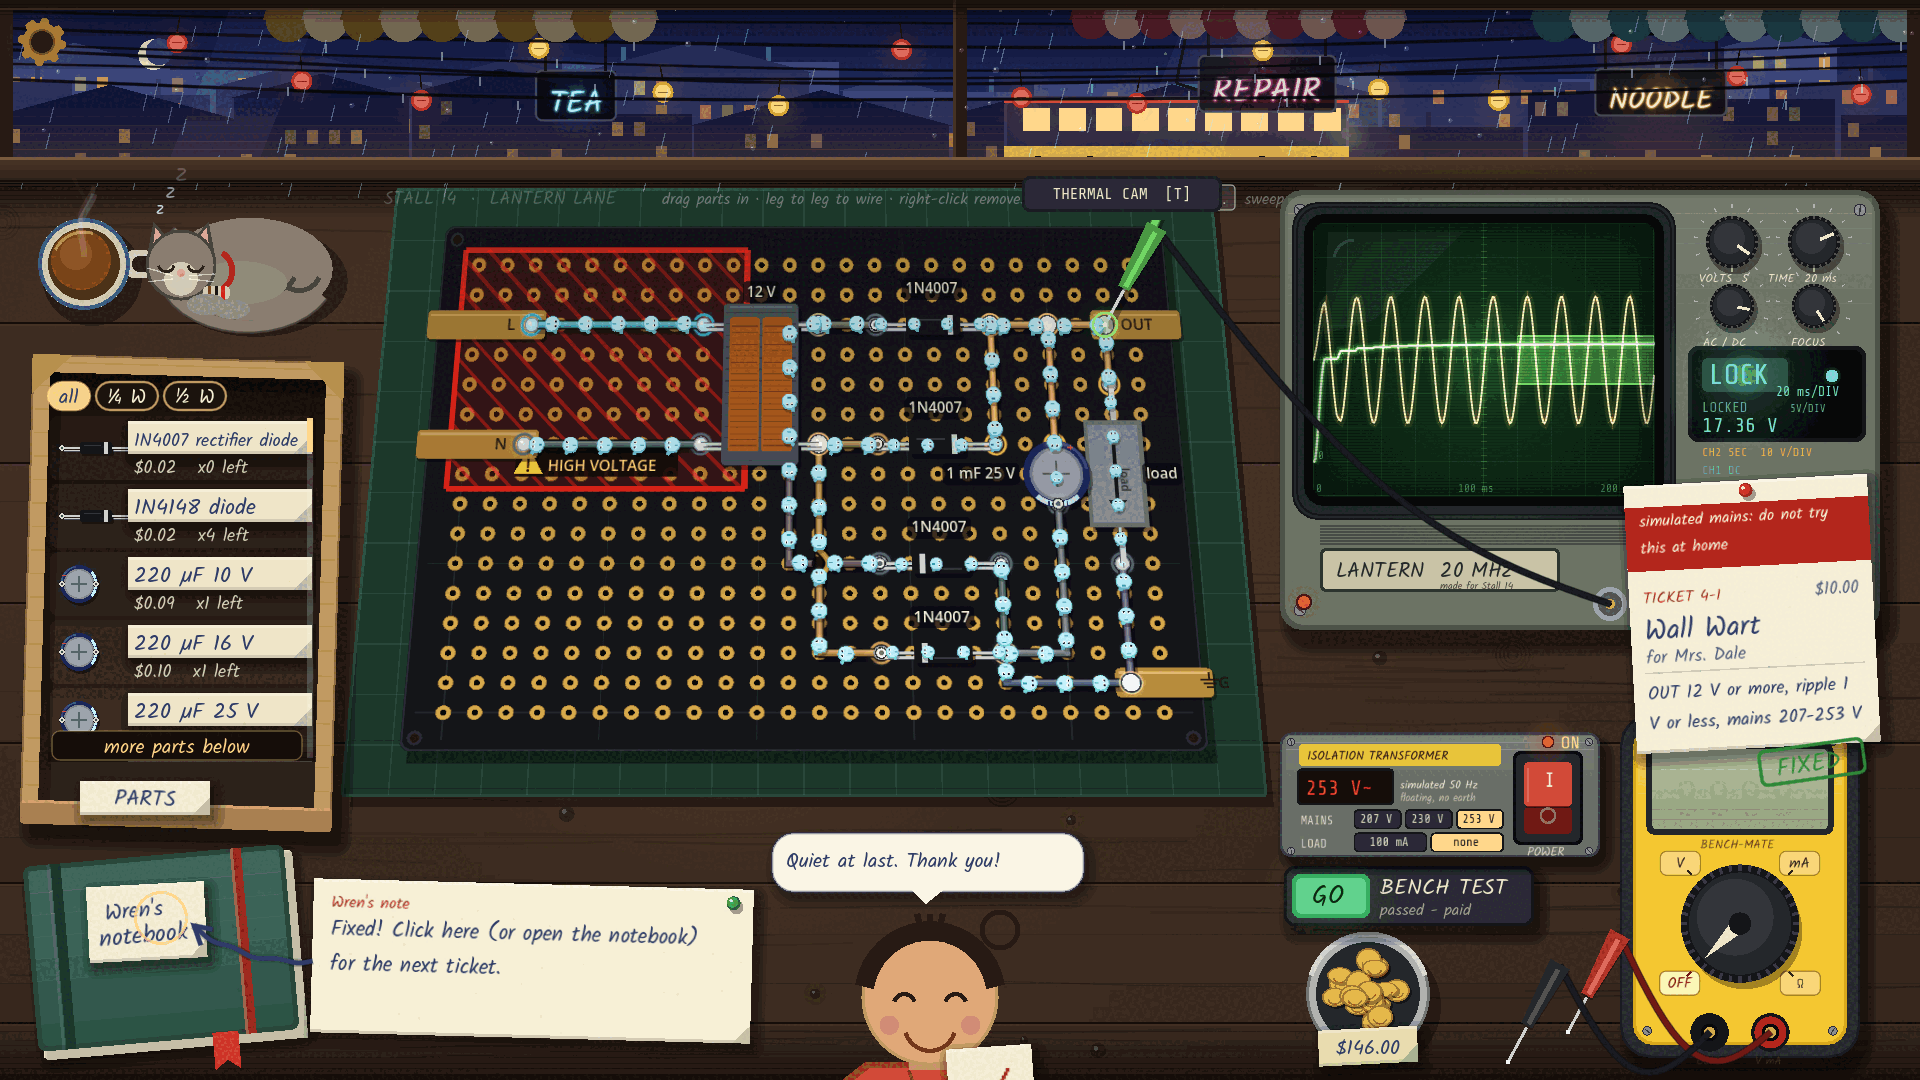 TEA
REPAIR
NOODLE
STALL 14 · LANTERN LANE
drag parts in · leg to leg to wire · right-click remove
THERMAL CAM [T]
sweep
z
z
z
12 V
1N4007
L
OUT
1N4007
N
HIGH VOLTAGE
1 mF 25 V
load
load
1N4007
1N4007
G
all
¼ W
½ W
1N4007 rectifier diode
$0.02 x0 left
1N4148 diode
$0.02 x4 left
220 µF 10 V
$0.09 x1 left
220 µF 16 V
$0.10 x1 left
220 µF 25 V
more parts below
PARTS
VOLTS 5
TIME 20 ms
AC / DC
FOCUS
LOCK
20 ms/DIV
LOCKED
5V/DIV
17.36 V
CH2 SEC 10 V/DIV
CH1 DC
0
0
100 ms
200
LANTERN 20 MHz
made for Stall 14
simulated mains: do not try
this at home
TICKET 4-1
$10.00
Wall Wart
for Mrs. Dale
OUT 12 V or more, ripple 1
V or less, mains 207-253 V
FIXED
ISOLATION TRANSFORMER
ON
253 V~
simulated 50 Hz
floating, no earth
MAINS
207 V
230 V
253 V
LOAD
100 mA
none
I
POWER
GO
BENCH TEST
passed - paid
BENCH-MATE
V
mA
OFF
Ω
$146.00
Quiet at last. Thank you!
Wren's
notebook
Wren's note
Fixed! Click here (or open the notebook)
for the next ticket.